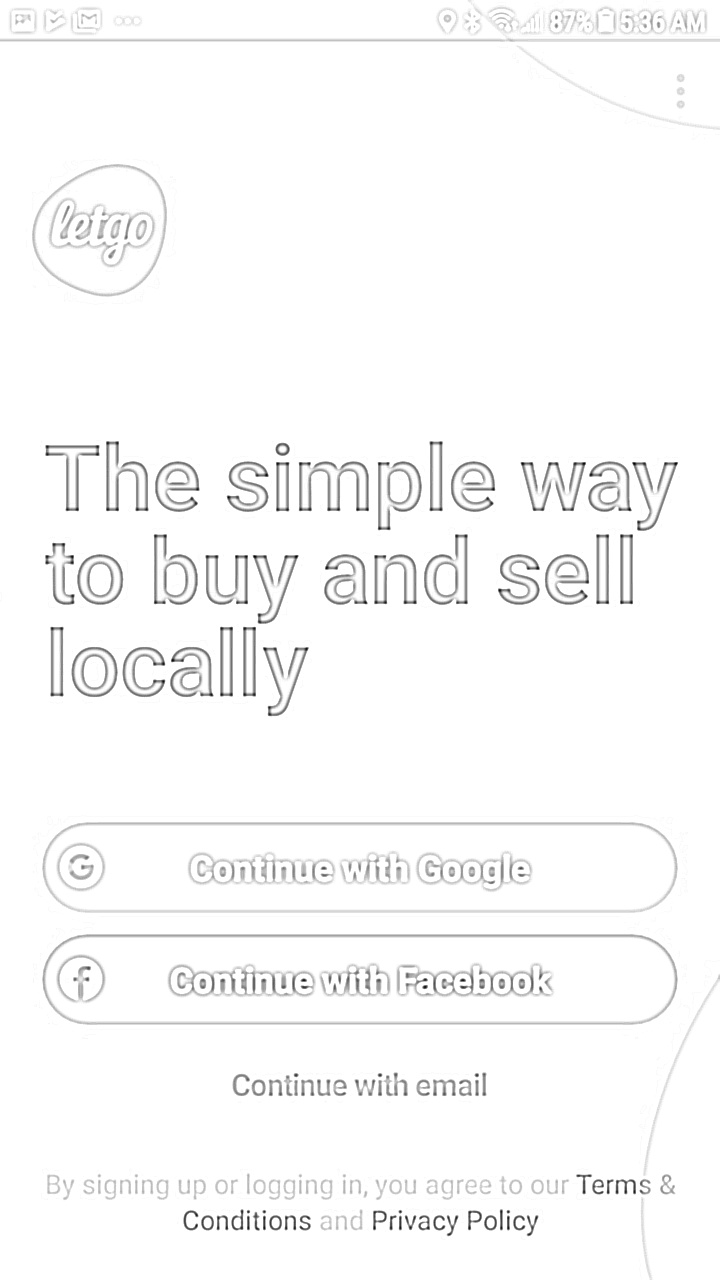 87% 5:36 AM
letgo
The simple way
to buy and sell
locally
Continue with Google
Continue with Facebook
Continue with email
By signing up or logging in, you agree to our Terms &
Conditions and Privacy Policy